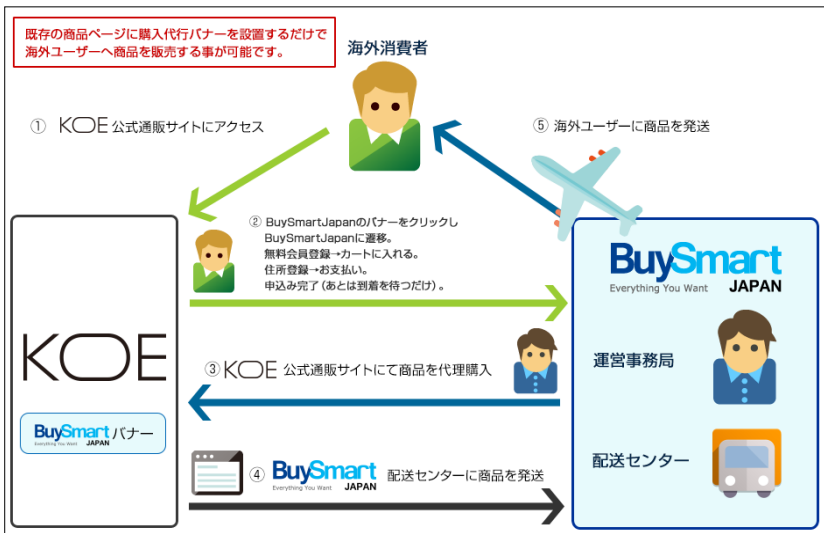 既存の商品ページに購入代行バナーを設置するだけで
海外ユーザーへ商品を販売する事が可能です。
海外消費者
① KOE 公式通販サイトにアクセス
⑤ 海外ユーザーに商品を発送
② BuySmartJapanのバナーをクリックし
BuySmartJapanに遷移。
無料会員登録→カートに入れる。
住所登録→お支払い。
申込み完了(あとは到着を待つだけ)。
BuySmart
Everything You Want JAPAN
KOE
③ KOE 公式通販サイトにて商品を代理購入
運営事務局
BuySmart バナー
Everything You Want JAPAN
④ BuySmart 配送センターに商品を発送
Everything You Want JAPAN
配送センター